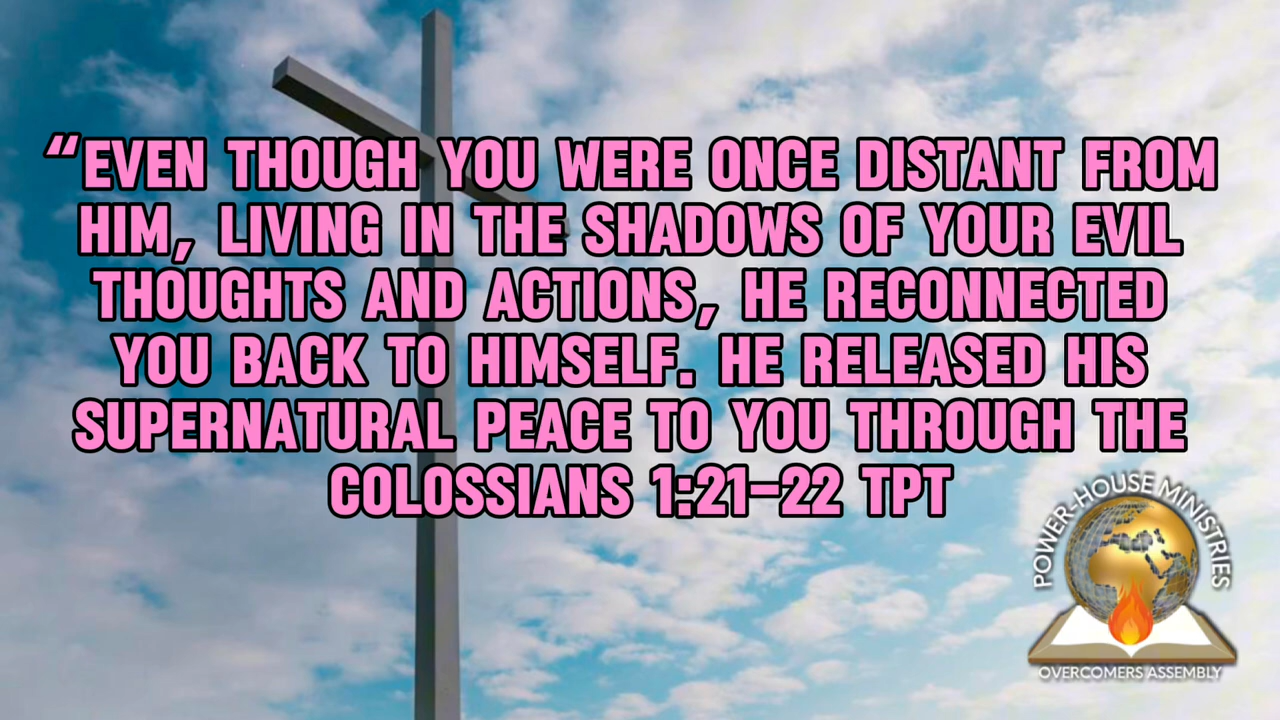 “EVEN THOUGH YOU WERE ONCE DISTANT FROM
HIM, LIVING IN THE SHADOWS OF YOUR EVIL
THOUGHTS AND ACTIONS, HE RECONNECTED
YOU BACK TO HIMSELF. HE RELEASED HIS
SUPERNATURAL PEACE TO YOU THROUGH THE
COLOSSIANS 1:21-22 TPT
POWER-HOUSE MINISTRIES
OVERCOMERS ASSEMBLY